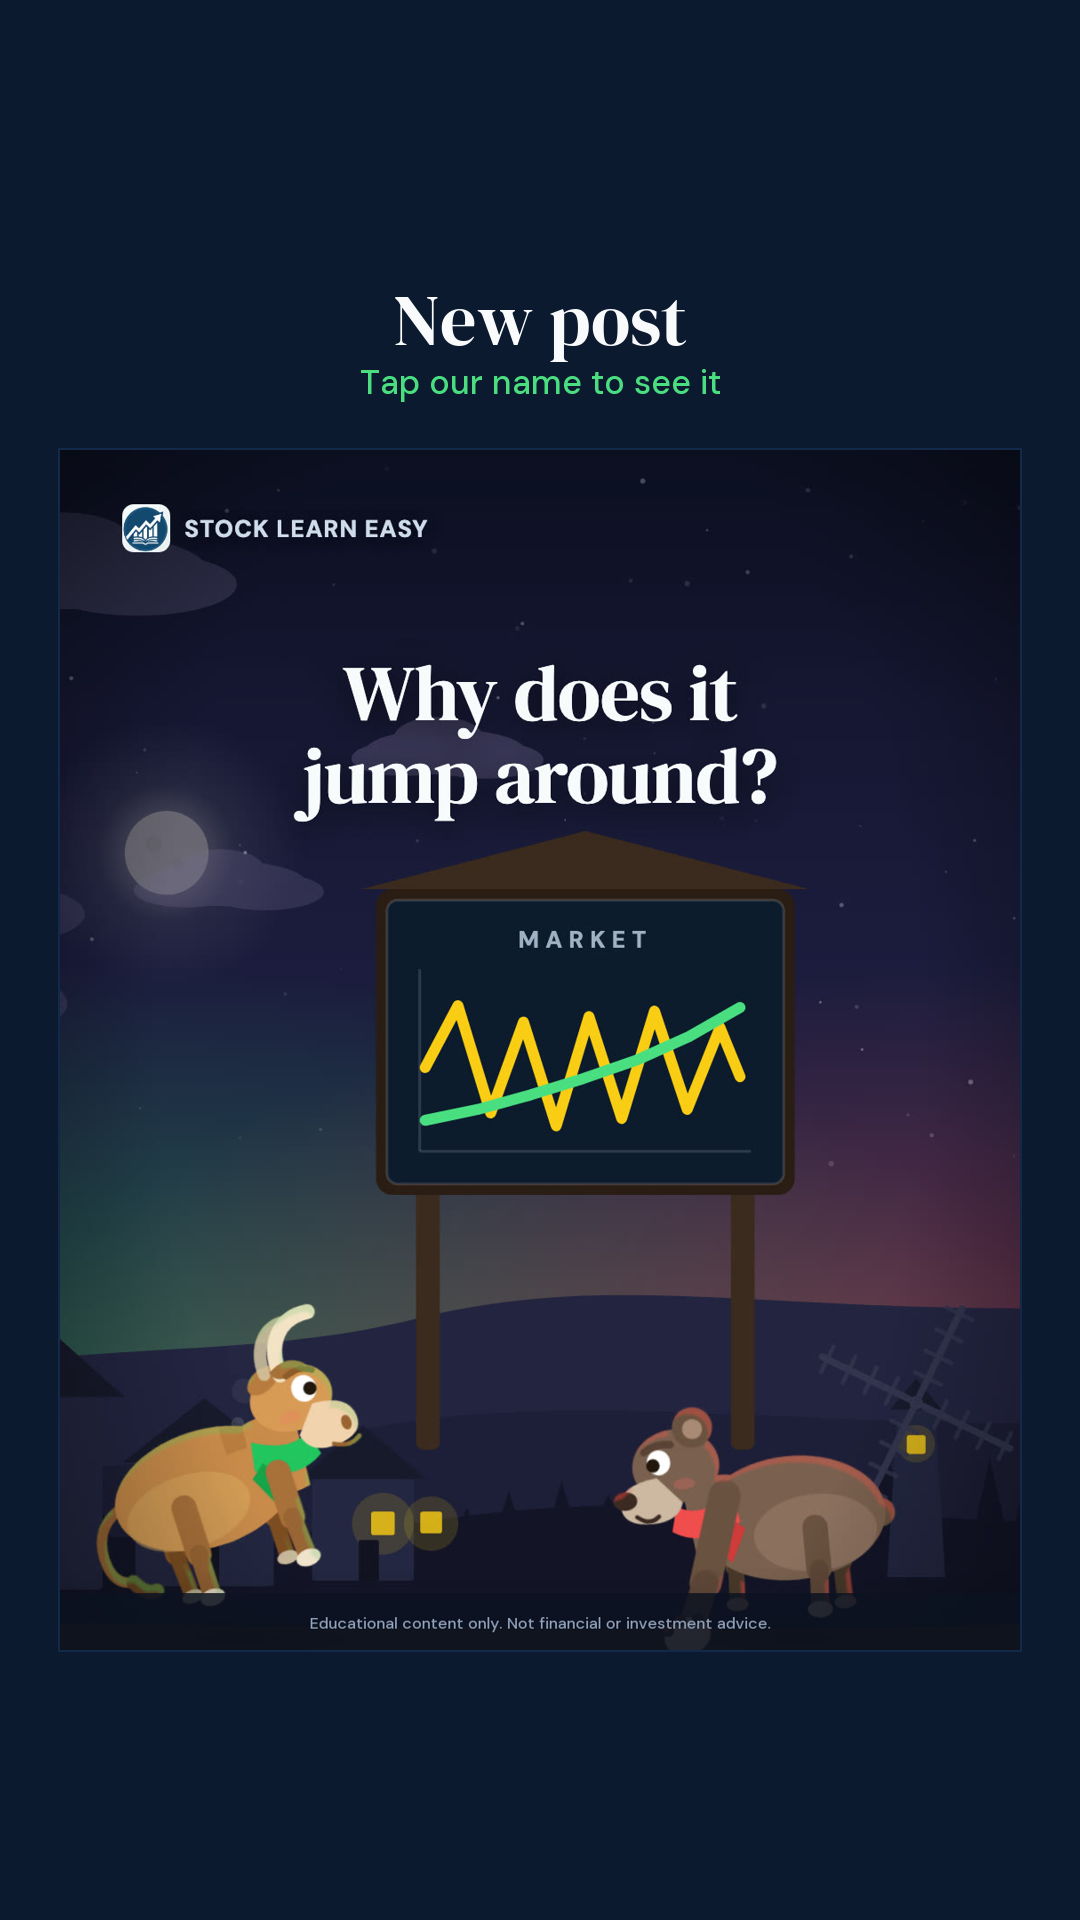 New post
Tap our name to see it
STOCK LEARN EASY
Why does it
jump around?
MARKET
Educational content only. Not financial or investment advice.